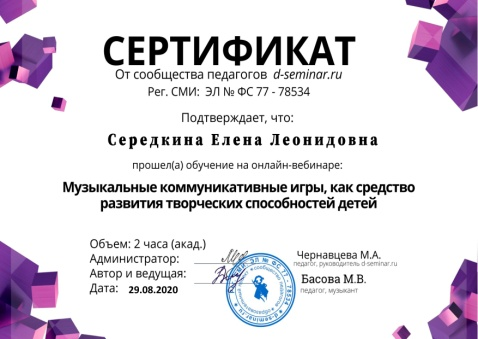 СЕРТИФИКАТ
От сообщества педагогов d-seminar.ru
Рег. СМИ: ЭЛ № ФС 77 - 78534
Подтверждает, что:
Середкина Елена Леонидовна
прошел(а) обучение на онлайн-вебинаре:
Музыкальные коммуникативные игры, как средство
развития творческих способностей детей
Объем: 2 часа (акад.)
Администратор:
Чернавцева М.А.
педагог, руководитель d-seminar.ru
Автор и ведущая:
Басова М.В.
педагог, музыкант
Дата: 29.08.2020